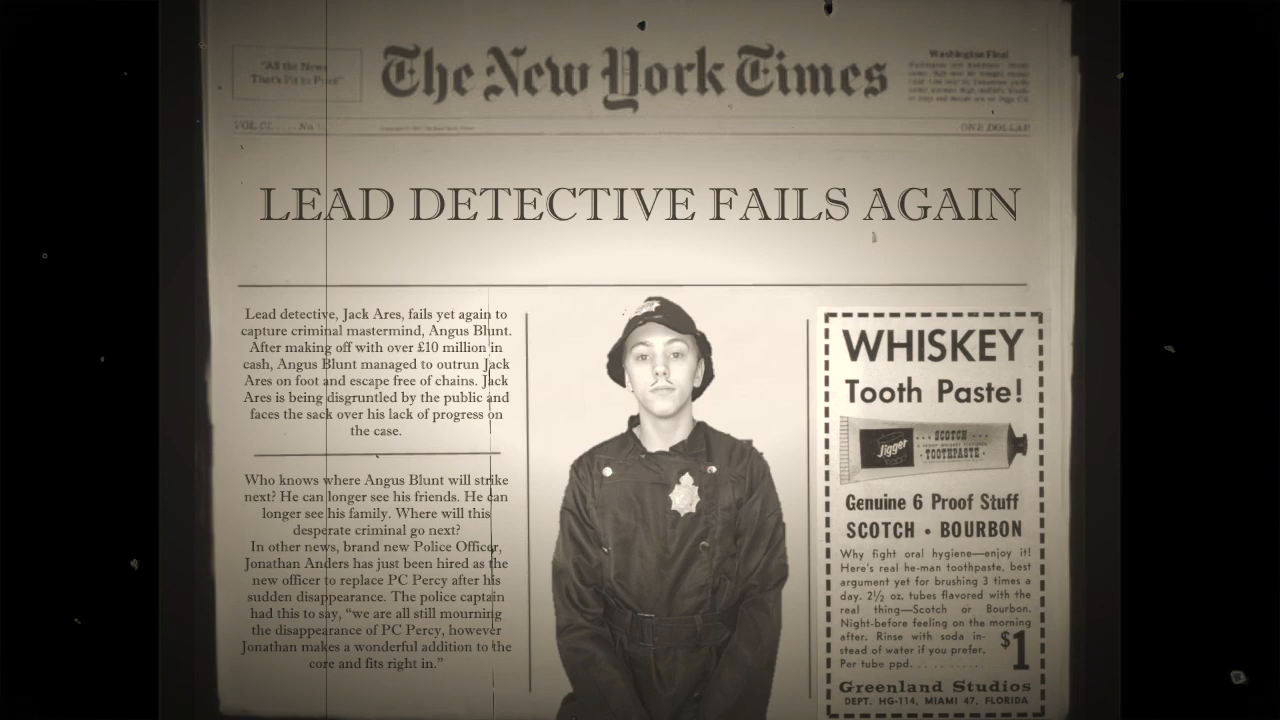 "All the News
That's Fit to Print"
The New York Times
Washington Final
VOL. CI
No.
ONE DOLLAR
LEAD DETECTIVE FAILS AGAIN
Lead detective, Jack Ares, fails yet again to
capture criminal mastermind, Angus Blunt.
After making off with over £10 million in
cash, Angus Blunt managed to outrun Jack
Ares on foot and escape free of chains. Jack
Ares is being disgruntled by the public and
faces the sack over his lack of progress on
the case.
Who knows where Angus Blunt will strike
next? He can longer see his friends. He can
longer see his family. Where will this
desperate criminal go next?
In other news, brand new Police Officer,
Jonathan Anders has just been hired as the
new officer to replace PC Percy after his
sudden disappearance. The police captain
had this to say, “we are all still mourning
the disappearance of PC Percy, however
Jonathan makes a wonderful addition to the
core and fits right in.”
WHISKEY
Tooth Paste!
Jigger
SCOTCH
TOOTHPASTE
Genuine 6 Proof Stuff
SCOTCH • BOURBON
Why fight oral hygiene—enjoy it!
Here's real he-man toothpaste, best
argument yet for brushing 3 times a
day. 2½ oz. tubes flavored with the
real thing—Scotch or Bourbon.
Night-before feeling on the morning
after. Rinse with soda in-
stead of water if you prefer.
Per tube ppd. . . . . . . . . .
$1
Greenland Studios
DEPT. HG-114, MIAMI 47, FLORIDA